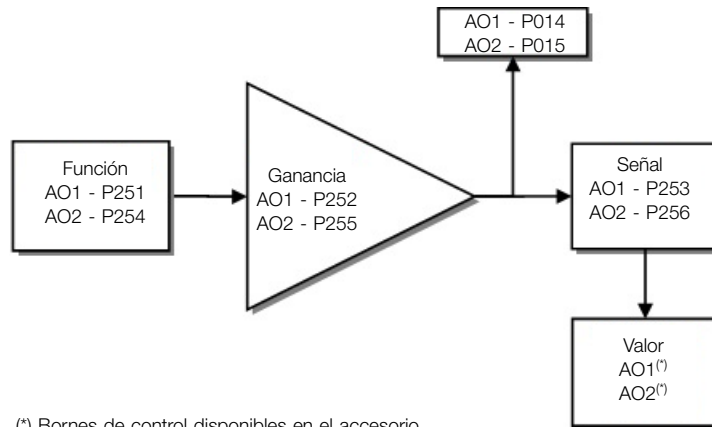 AO1 - P014
AO2 - P015
Función
AO1 - P251
AO2 - P254
Ganancia
AO1 - P252
AO2 - P255
Señal
AO1 - P253
AO2 - P256
Valor
AO1(*)
AO2(*)
(*) Bornes de control disponibles en el accesorio